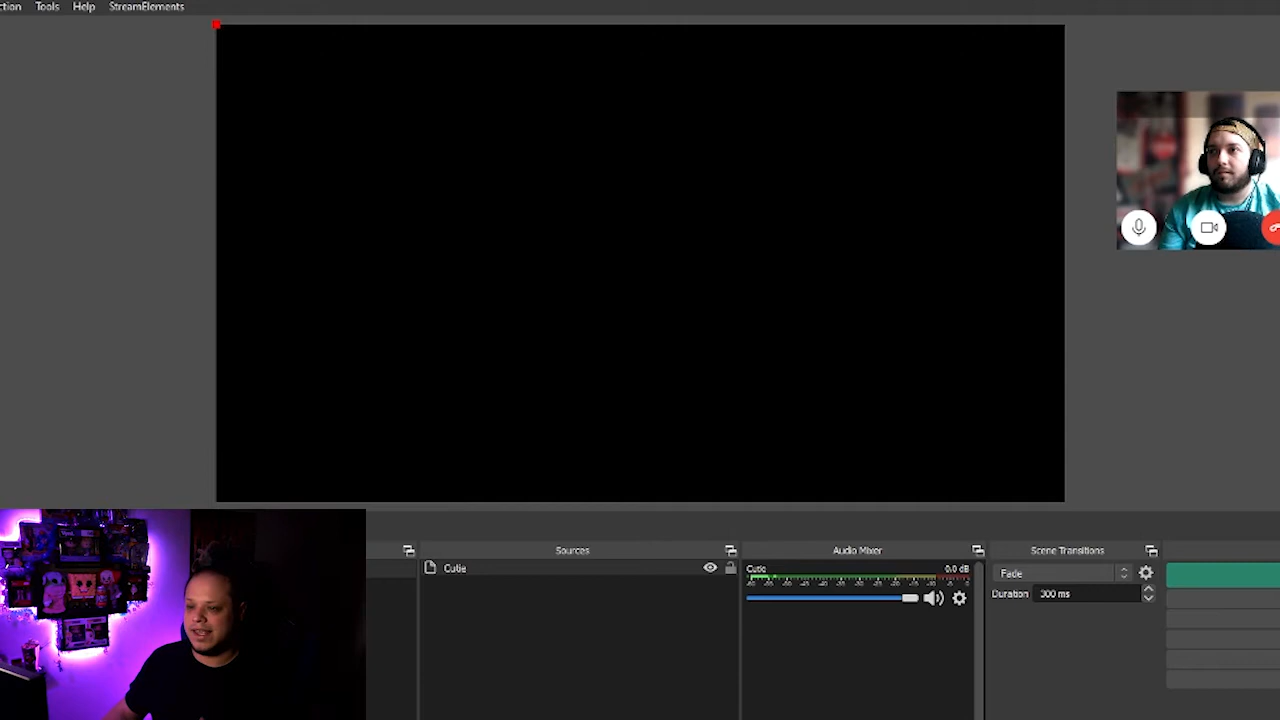 ction Tools Help StreamElements
Sources
Audio Mixer
Scene Transitions
Cutie
Cutie 0.0 dB
Fade
Duration 300 ms